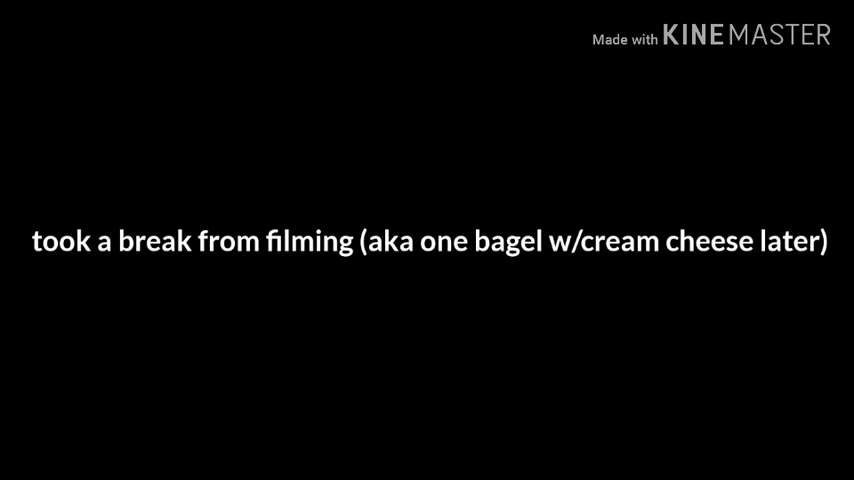 Made with KINEMASTER
took a break from filming (aka one bagel w/cream cheese later)